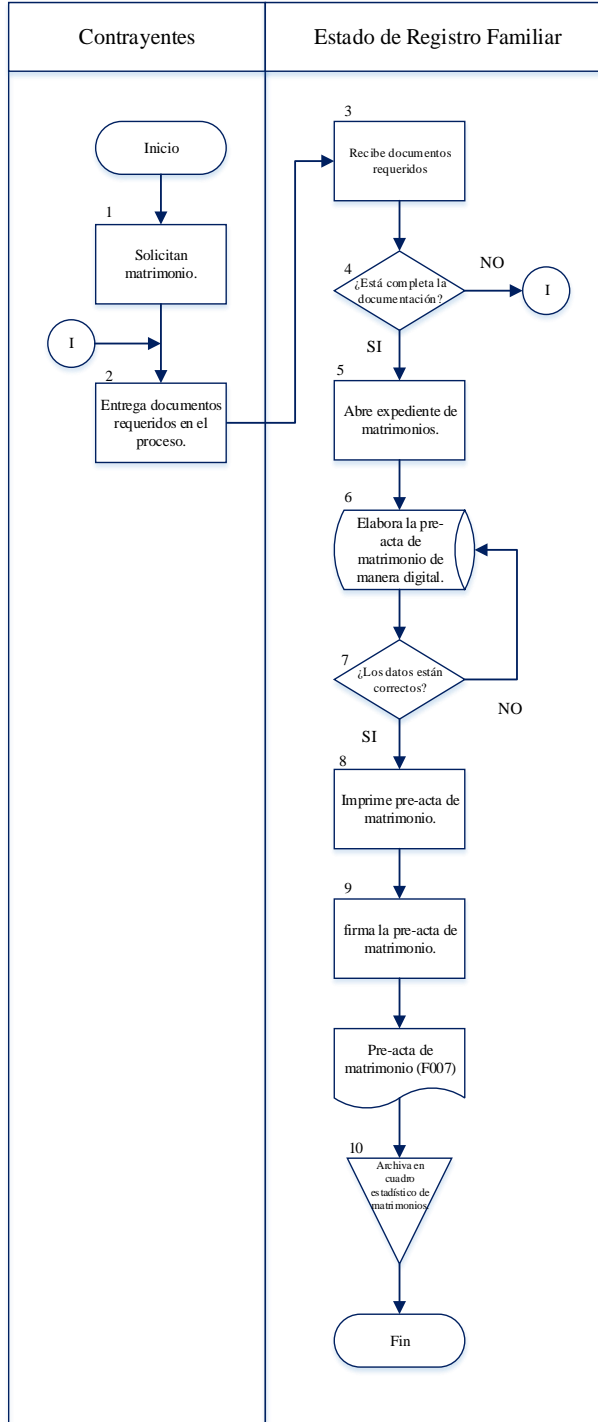 Contrayentes
Estado de Registro Familiar
Inicio
1
Solicitan
matrimonio.
I
2
Entrega documentos
requeridos en el
proceso.
3
Recibe documentos
requeridos
4
¿Está completa la
documentación?
NO
I
SI
5
Abre expediente de
matrimonios.
6
Elabora la pre-
acta de
matrimonio de
manera digital.
7
¿Los datos están
correctos?
NO
SI
8
Imprime pre-acta de
matrimonio.
9
firma la pre-acta de
matrimonio.
Pre-acta de
matrimonio (F007)
10
Archiva en
cuadro
estadístico de
matrimonios.
Fin